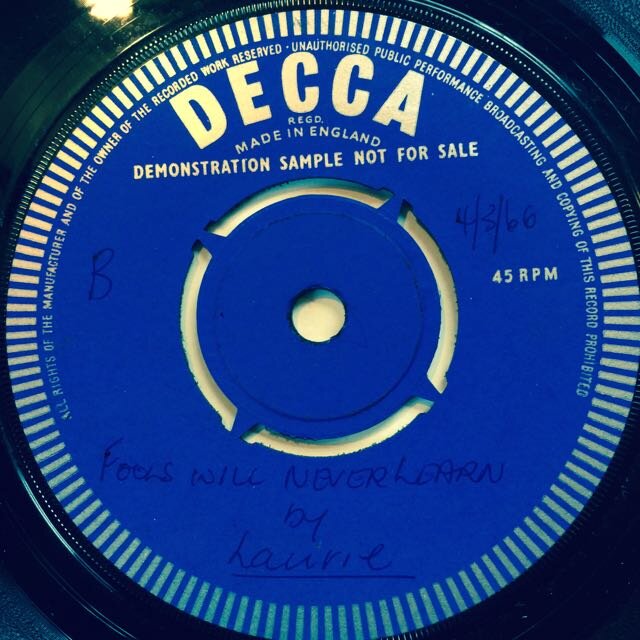 ALL RIGHTS OF THE MANUFACTURER AND OF THE OWNER OF THE RECORDED WORK RESERVED · UNAUTHORISED PUBLIC PERFORMANCE BROADCASTING AND COPYING OF THIS RECORD PROHIBITED
DECCA
REGD.
MADE IN ENGLAND
DEMONSTRATION SAMPLE NOT FOR SALE
4/3/66
B
45 RPM
FOOLS WILL NEVER LEARN
by
Laurie